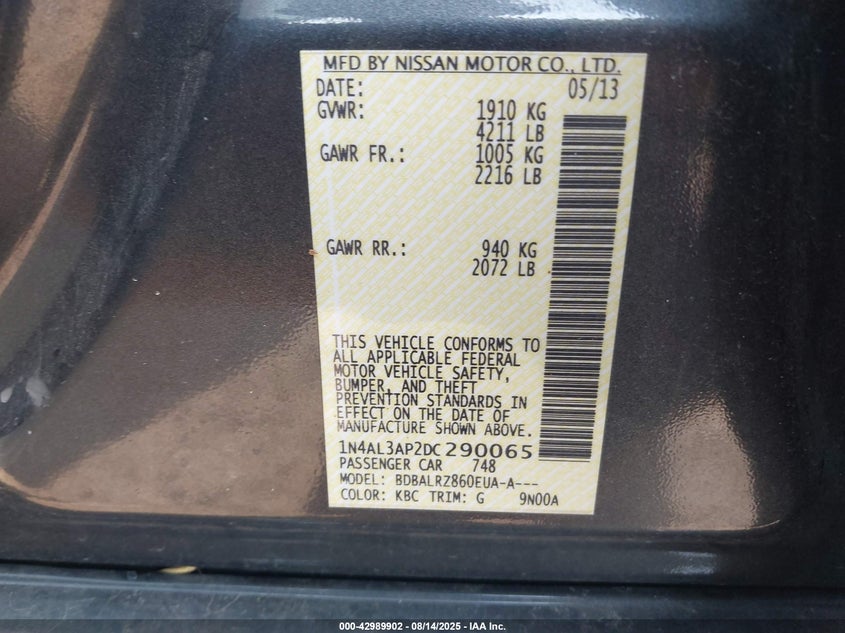 MFD BY NISSAN MOTOR CO., LTD.
DATE: 05/13
GVWR: 1910 KG
4211 LB
GAWR FR.: 1005 KG
2216 LB
GAWR RR.: 940 KG
2072 LB
THIS VEHICLE CONFORMS TO
ALL APPLICABLE FEDERAL
MOTOR VEHICLE SAFETY,
BUMPER, AND THEFT
PREVENTION STANDARDS IN
EFFECT ON THE DATE OF
MANUFACTURE SHOWN ABOVE.
1N4AL3AP2DC290065
PASSENGER CAR 748
MODEL: BDBALRZ860EUA-A---
COLOR: KBC TRIM: G 9N00A
000-42989902 - 08/14/2025 - IAA Inc.